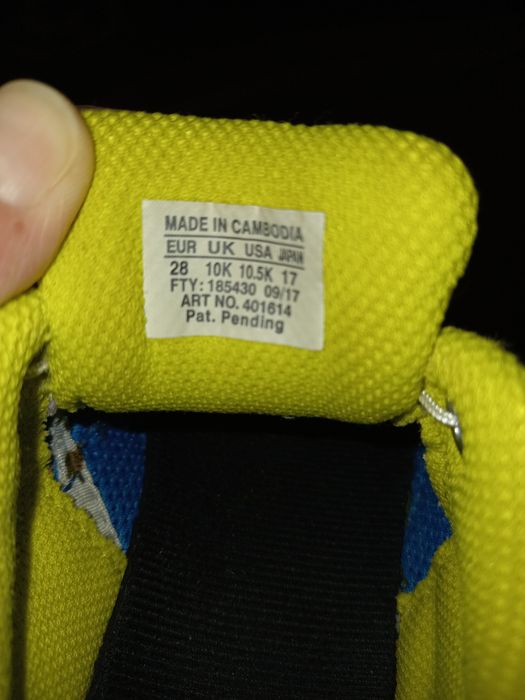 MADE IN CAMBODIA
EUR UK USA JAPAN
28 10K 10.5K 17
FTY: 185430 09/17
ART NO. 401614
Pat. Pending